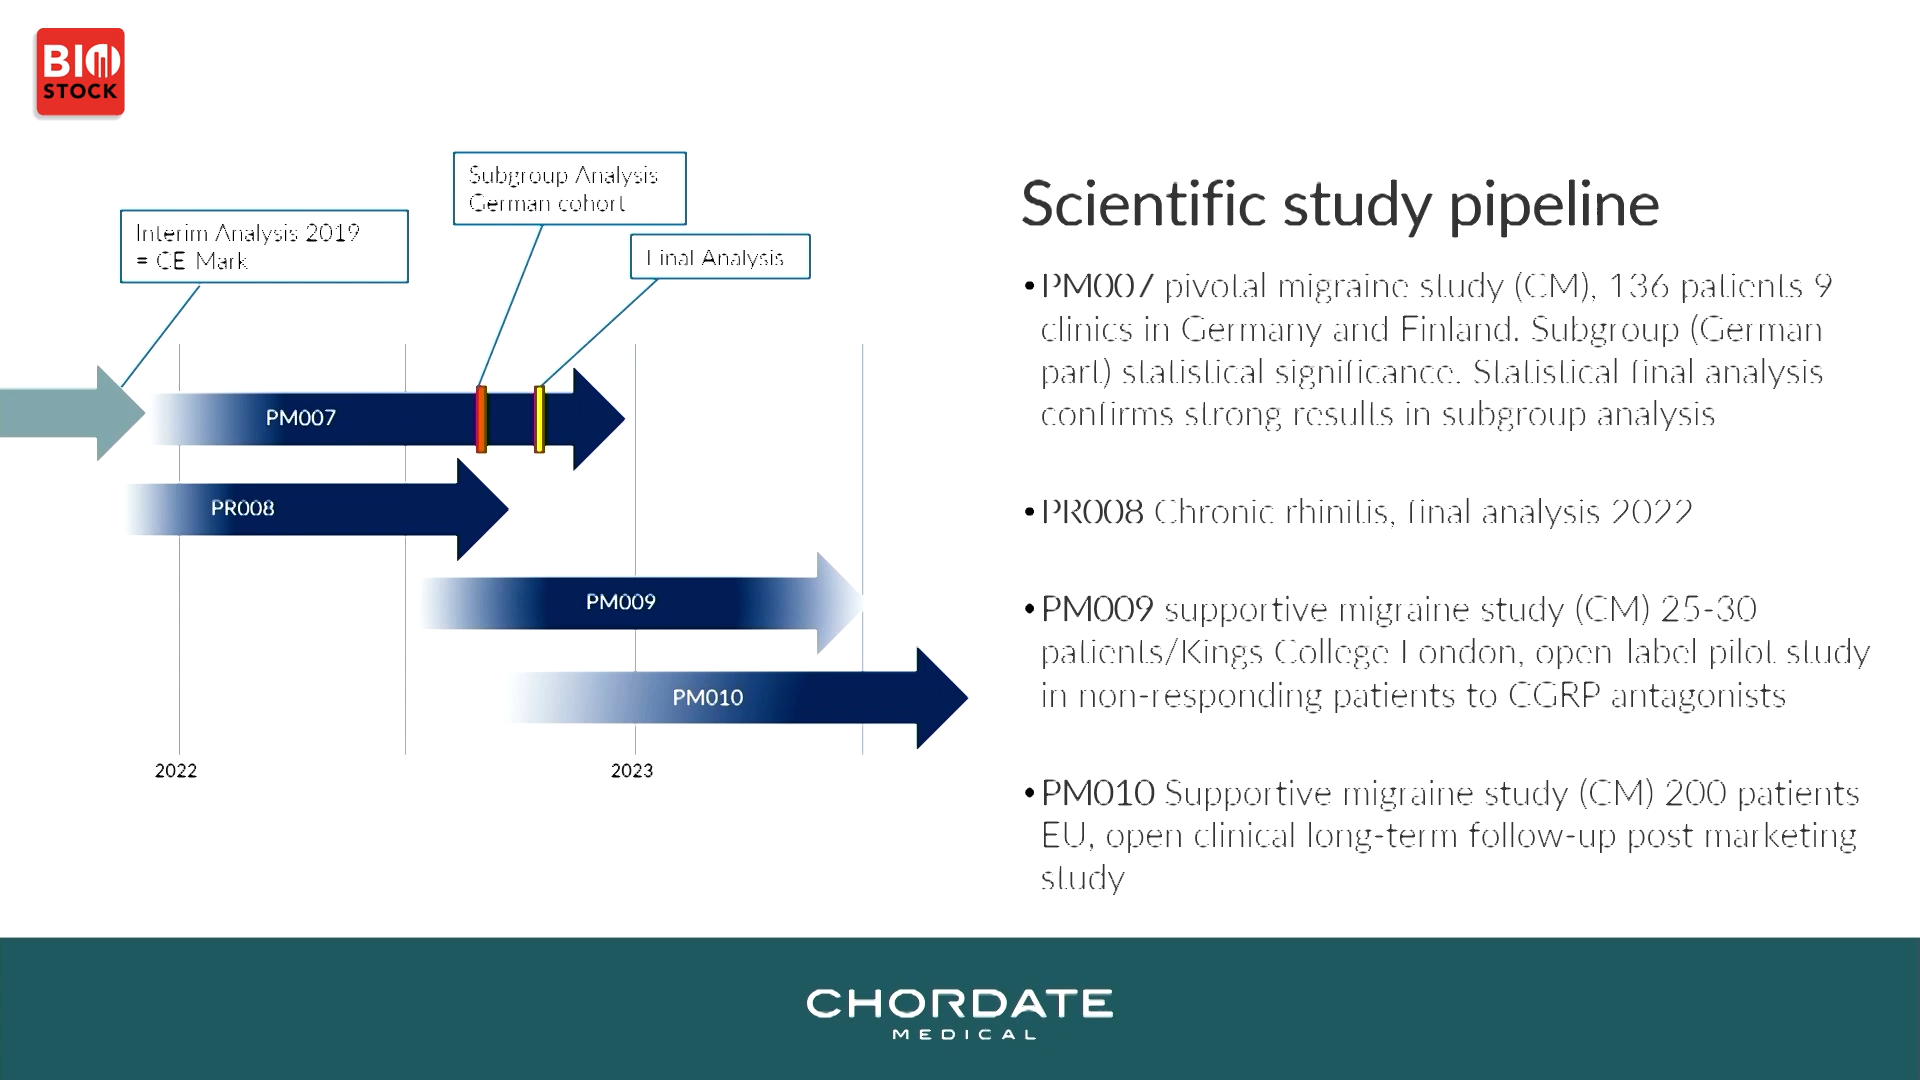 BIO
STOCK
Subgroup Analysis
German cohort
Interim Analysis 2019
= CE Mark
Final Analysis
PM007
PR008
PM009
PM010
2022
2023
Scientific study pipeline
•PM007 pivotal migraine study (CM), 136 patients 9
clinics in Germany and Finland. Subgroup (German
part) statistical significance. Statistical final analysis
confirms strong results in subgroup analysis
•PR008 Chronic rhinitis, final analysis 2022
•PM009 supportive migraine study (CM) 25-30
patients/Kings College London, open label pilot study
in non-responding patients to CGRP antagonists
•PM010 Supportive migraine study (CM) 200 patients
EU, open clinical long-term follow-up post marketing
study
CHORDATE
MEDICAL